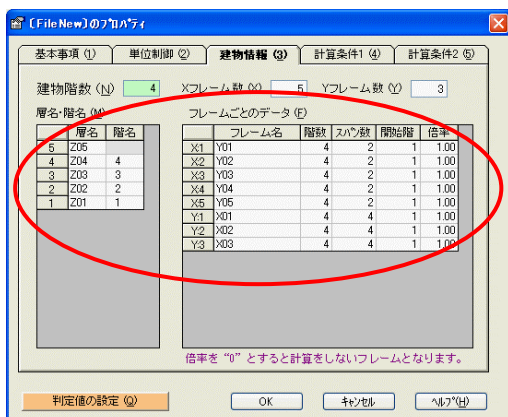 〔FileNew〕のﾌﾟﾛﾊﾟﾃｨ
基本事項 (1) 単位制御 (2) 建物情報 (3) 計算条件1 (4) 計算条件2 (5)
建物階数 (N) 4 Xフレーム数 (X) 5 Yフレーム数 (Y) 3
層名・階名 (M) フレームごとのデータ (F)
層名 階名
5 Z05
4 Z04 4
3 Z03 3
2 Z02 2
1 Z01 1
フレーム名 階数 ｽﾊﾟﾝ数 開始階 倍率
X:1 Y01 4 2 1 1.00
X:2 Y02 4 2 1 1.00
X:3 Y03 4 2 1 1.00
X:4 Y04 4 2 1 1.00
X:5 Y05 4 2 1 1.00
Y:1 X01 4 4 1 1.00
Y:2 X02 4 4 1 1.00
Y:3 X03 4 4 1 1.00
倍率を “0” とすると計算をしないフレームとなります。
判定値の設定 (Q) OK ｷｬﾝｾﾙ ﾍﾙﾌﾟ(H)